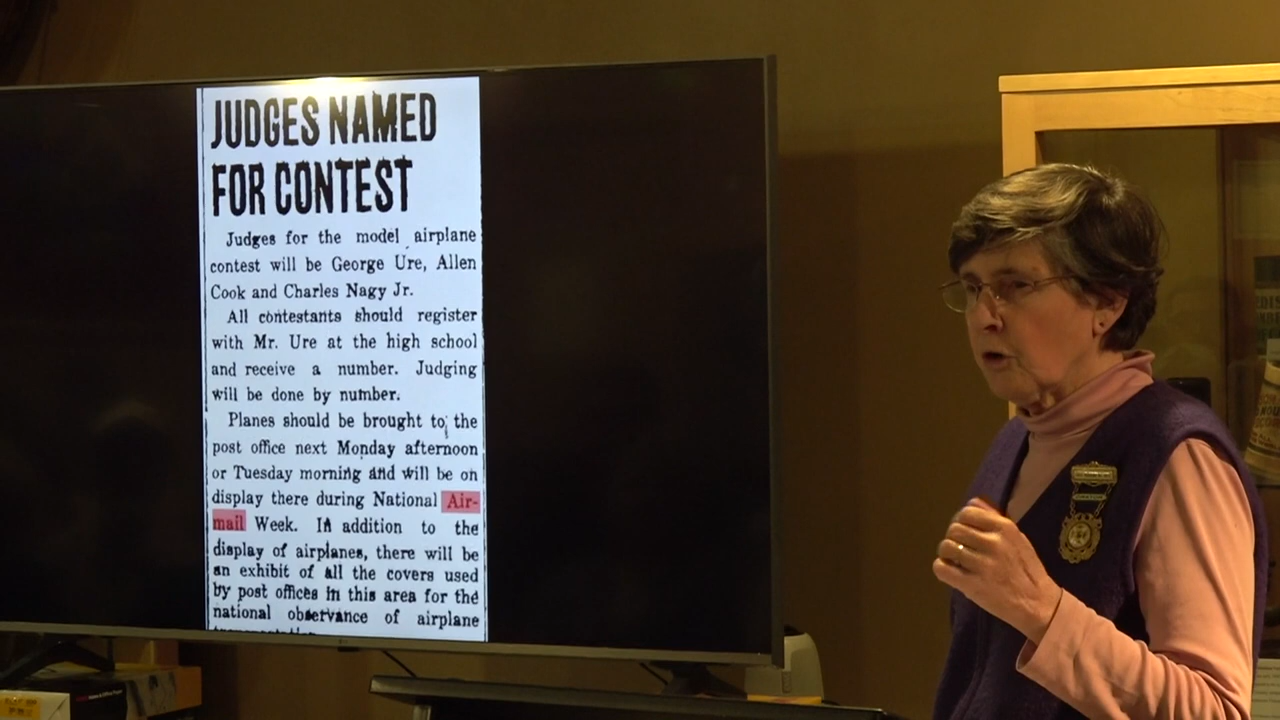 JUDGES NAMED
FOR CONTEST
Judges for the model airplane
contest will be George Ure, Allen
Cook and Charles Nagy Jr.
All contestants should register
with Mr. Ure at the high school
and receive a number. Judging
will be done by number.
Planes should be brought to the
post office next Monday afternoon
or Tuesday morning and will be on
display there during National Air-
mail Week. In addition to the
display of airplanes, there will be
an exhibit of all the covers used
by post offices in this area for the
national observance of airplane